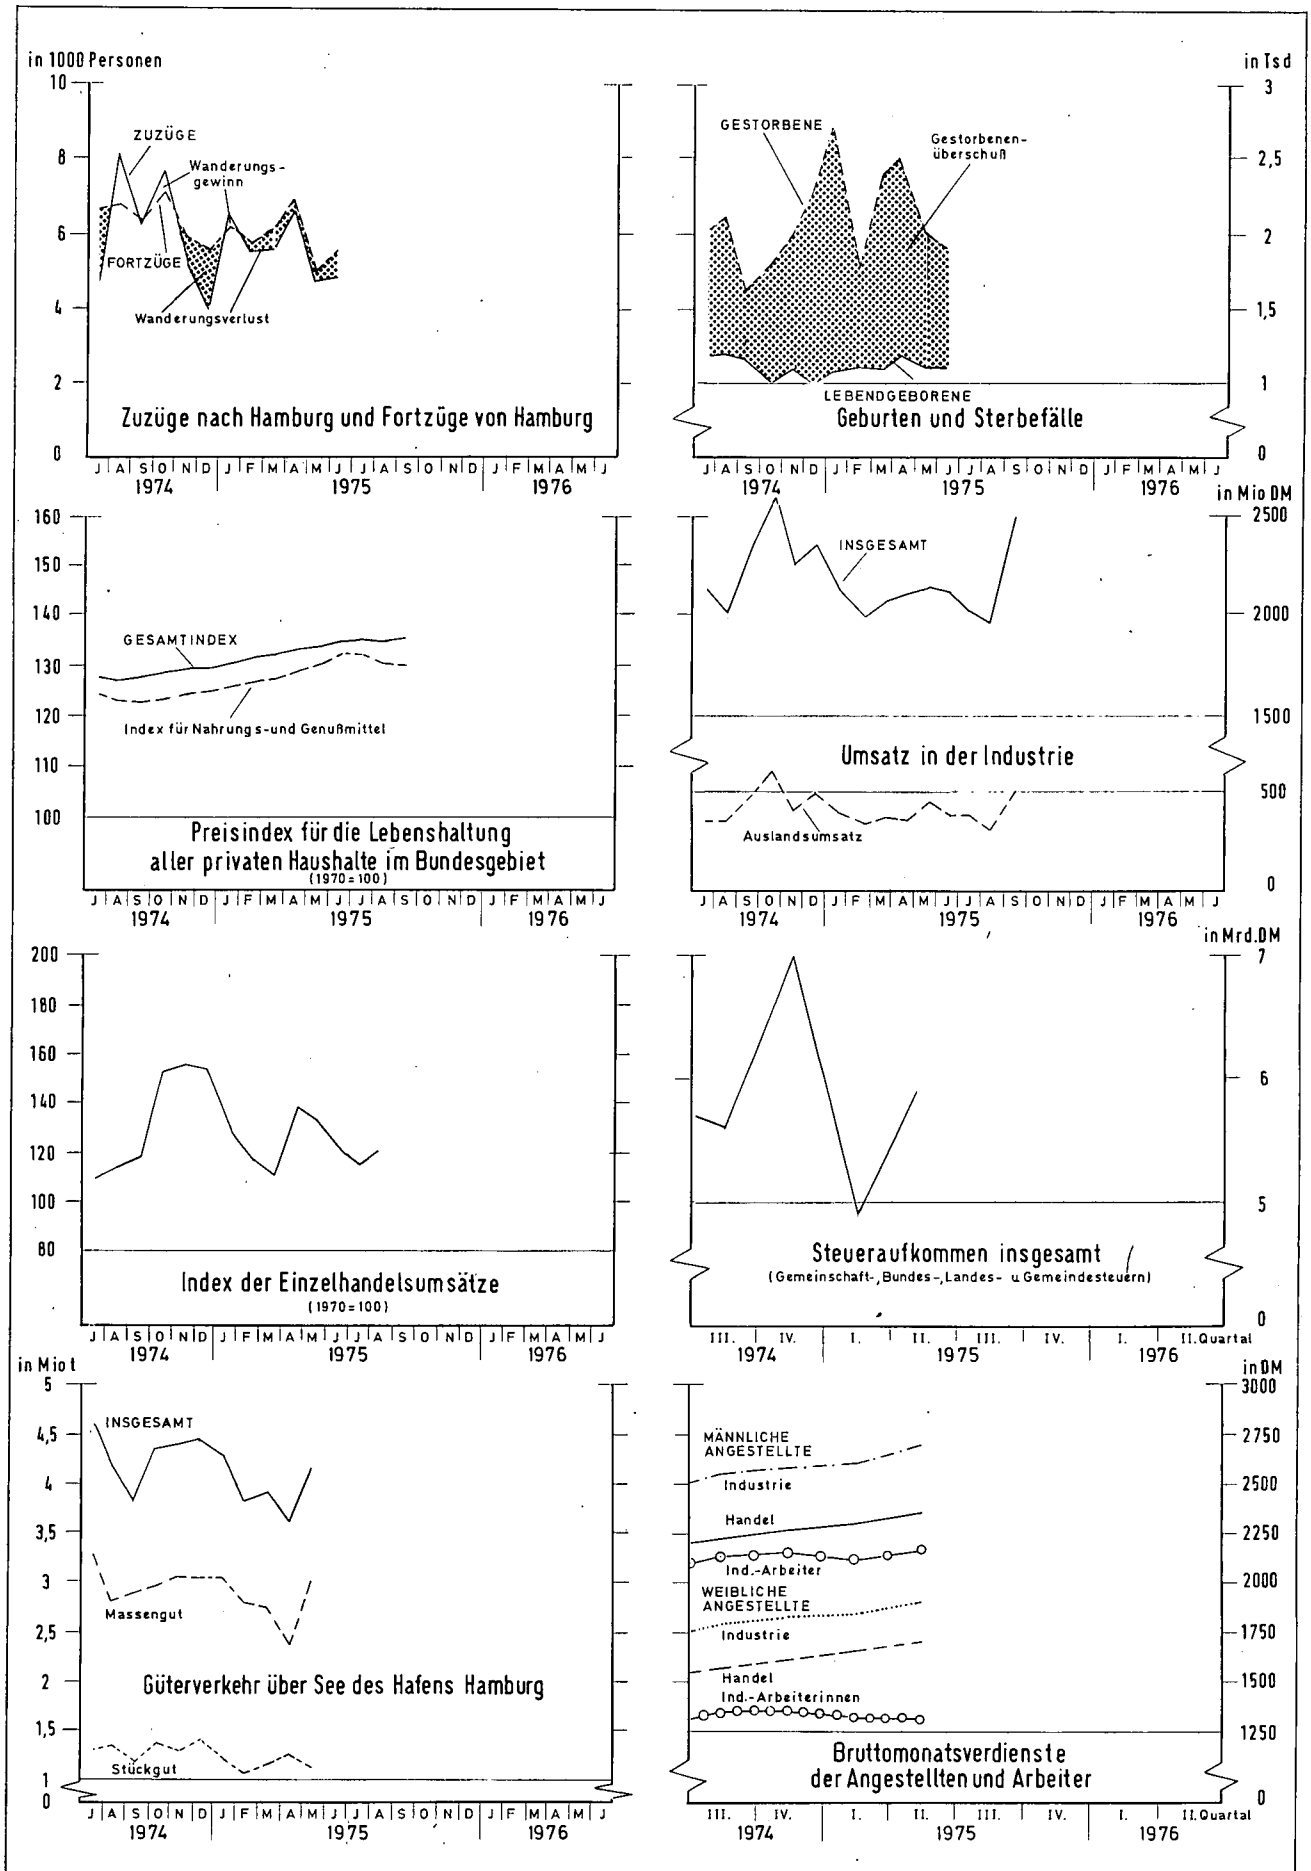 in 1000 Personen
10
8
6
4
2
0
ZUZÜGE
Wanderungs-
gewinn
FORTZÜGE
Wanderungsverlust
Zuzüge nach Hamburg und Fortzüge von Hamburg
J A S O N D J F M A M J J A S O N D J F M A M J
1974 1975 1976
in Tsd
3
2,5
2
1,5
1
0
GESTORBENE
Gestorbenen-
überschuß
LEBENDGEBORENE
Geburten und Sterbefälle
J A S O N D J F M A M J J A S O N D J F M A M J
1974 1975 1976
160
150
140
130
120
110
100
GESAMTINDEX
Index für Nahrungs-und Genußmittel
Preisindex für die Lebenshaltung
aller privaten Haushalte im Bundesgebiet
(1970=100)
J A S O N D J F M A M J J A S O N D J F M A M J
1974 1975 1976
in Mio DM
2500
2000
1500
500
0
INSGESAMT
Umsatz in der Industrie
Auslandsumsatz
J A S O N D J F M A M J J A S O N D J F M A M J
1974 1975 1976
200
180
160
140
120
100
80
Index der Einzelhandelsumsätze
(1970=100)
J A S O N D J F M A M J J A S O N D J F M A M J
1974 1975 1976
in Mrd.DM
7
6
5
0
Steueraufkommen insgesamt
(Gemeinschaft-,Bundes-,Landes- u Gemeindesteuern)
III. IV. I. II. III. IV. I. II.Quartal
1974 1975 1976
in Mio t
5
4,5
4
3,5
3
2,5
2
1,5
1
0
INSGESAMT
Massengut
Güterverkehr über See des Hafens Hamburg
Stückgut
J A S O N D J F M A M J J A S O N D J F M A M J
1974 1975 1976
in DM
3000
2750
2500
2250
2000
1750
1500
1250
0
MÄNNLICHE
ANGESTELLTE
Industrie
Handel
Ind.-Arbeiter
WEIBLICHE
ANGESTELLTE
Industrie
Handel
Ind.-Arbeiterinnen
Bruttomonatsverdienste
der Angestellten und Arbeiter
III. IV. I. II. III. IV. I. II.Quartal
1974 1975 1976